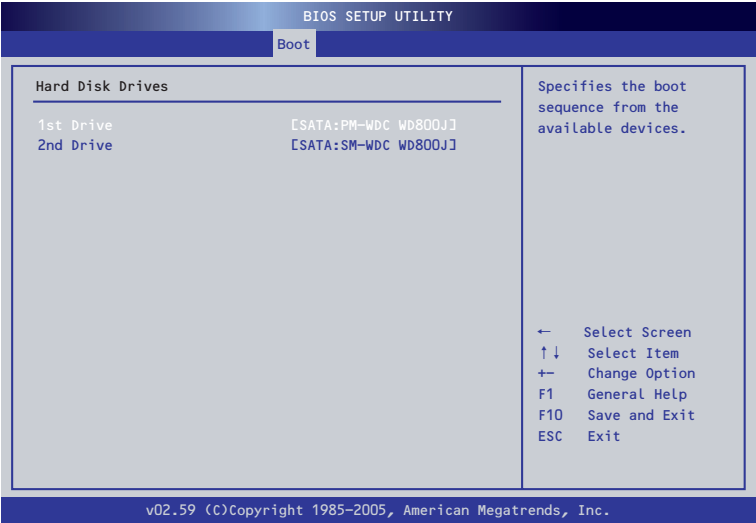 BIOS SETUP UTILITY
Boot
Hard Disk Drives
1st Drive [SATA:PM-WDC WD800J]
2nd Drive [SATA:SM-WDC WD800J]
Specifies the boot
sequence from the
available devices.
← Select Screen
↑↓ Select Item
+- Change Option
F1 General Help
F10 Save and Exit
ESC Exit
v02.59 (C)Copyright 1985-2005, American Megatrends, Inc.